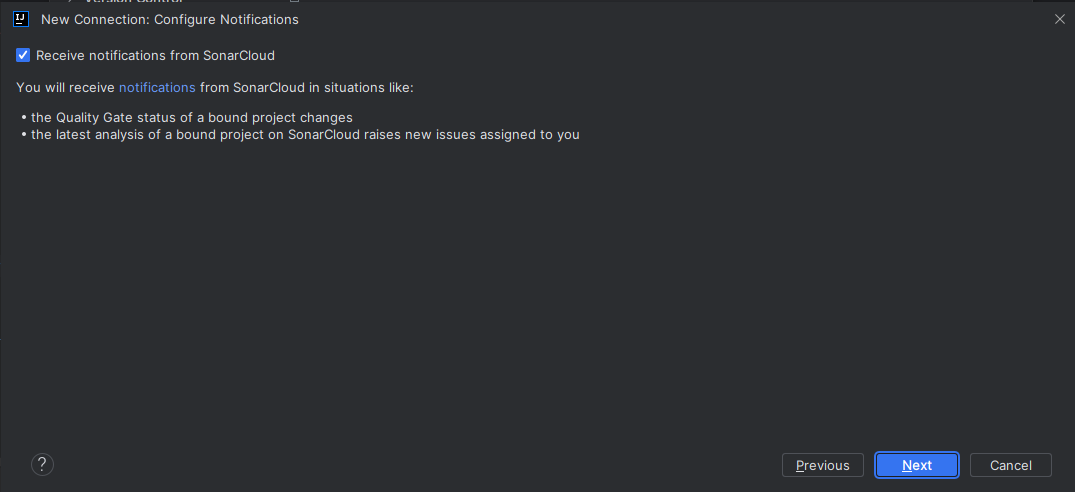 Version Control
IJ
New Connection: Configure Notifications
Receive notifications from SonarCloud
You will receive notifications from SonarCloud in situations like:
• the Quality Gate status of a bound project changes
• the latest analysis of a bound project on SonarCloud raises new issues assigned to you
?
Previous
Next
Cancel